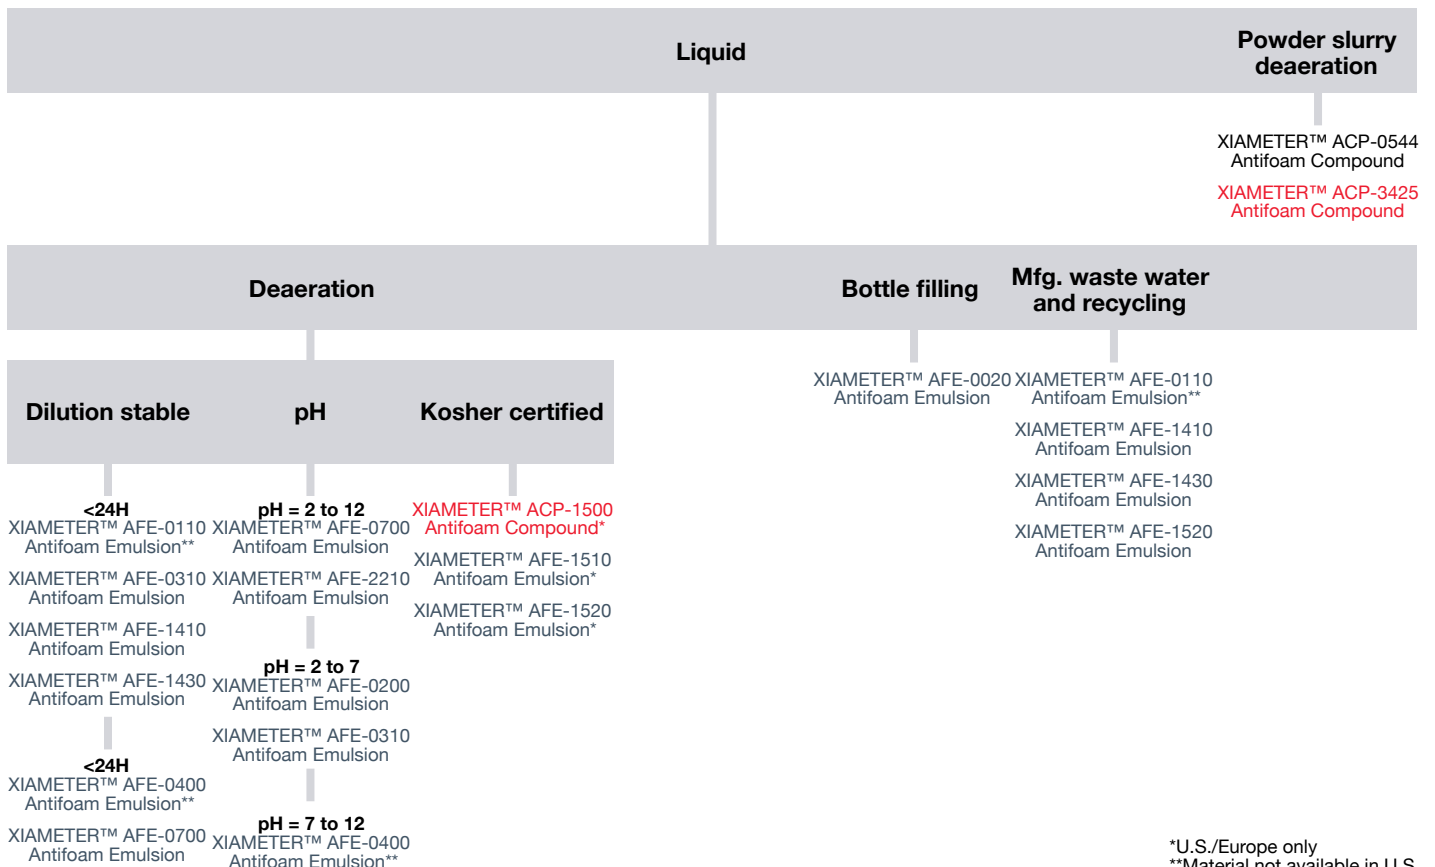 Liquid
Powder slurry
deaeration
XIAMETER™ ACP-0544
Antifoam Compound
XIAMETER™ ACP-3425
Antifoam Compound
Deaeration
Bottle filling
Mfg. waste water
and recycling
Dilution stable
pH
Kosher certified
<24H
XIAMETER™ AFE-0110
Antifoam Emulsion**
XIAMETER™ AFE-0310
Antifoam Emulsion
XIAMETER™ AFE-1410
Antifoam Emulsion
XIAMETER™ AFE-1430
Antifoam Emulsion
<24H
XIAMETER™ AFE-0400
Antifoam Emulsion**
XIAMETER™ AFE-0700
Antifoam Emulsion
pH = 2 to 12
XIAMETER™ AFE-0700
Antifoam Emulsion
XIAMETER™ AFE-2210
Antifoam Emulsion
pH = 2 to 7
XIAMETER™ AFE-0200
Antifoam Emulsion
XIAMETER™ AFE-0310
Antifoam Emulsion
pH = 7 to 12
XIAMETER™ AFE-0400
Antifoam Emulsion**
XIAMETER™ ACP-1500
Antifoam Compound*
XIAMETER™ AFE-1510
Antifoam Emulsion*
XIAMETER™ AFE-1520
Antifoam Emulsion*
XIAMETER™ AFE-0020
Antifoam Emulsion
XIAMETER™ AFE-0110
Antifoam Emulsion**
XIAMETER™ AFE-1410
Antifoam Emulsion
XIAMETER™ AFE-1430
Antifoam Emulsion
XIAMETER™ AFE-1520
Antifoam Emulsion
*U.S./Europe only
**Material not available in U.S.